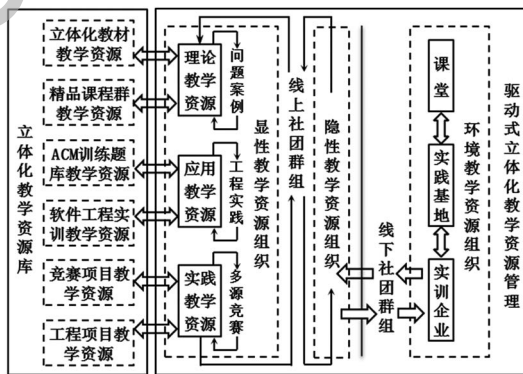 立体化教学资源库
立体化教材
教学资源
精品课程群
教学资源
ACM训练题
库教学资源
软件工程实
训教学资源
竞赛项目教
学资源
工程项目教
学资源
理论
教学
资源
问题案例
应用
教学
资源
工程实践
实践
教学
资源
多源竞赛
显性教学资源组织
线上社团群组
隐性教学资源组织
线下社团群组
课堂
实践基地
实训企业
环境教学资源组织
驱动式立体化教学资源管理